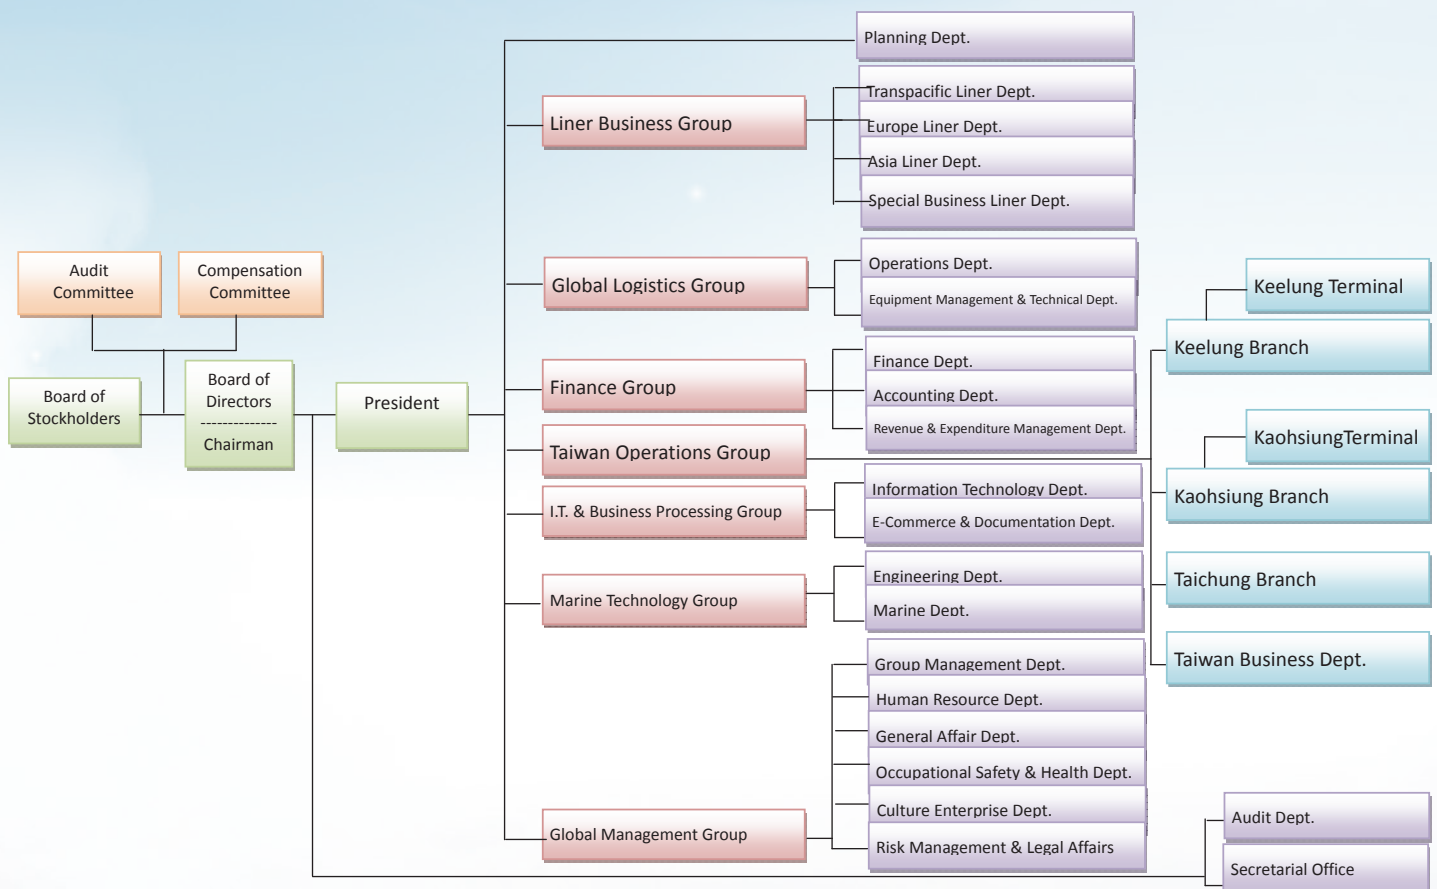 Audit
Committee
Compensation
Committee
Board of
Stockholders
Board of
Directors
--------------
Chairman
President
Planning Dept.
Liner Business Group
Transpacific Liner Dept.
Europe Liner Dept.
Asia Liner Dept.
Special Business Liner Dept.
Global Logistics Group
Operations Dept.
Equipment Management & Technical Dept.
Finance Group
Finance Dept.
Accounting Dept.
Revenue & Expenditure Management Dept.
Taiwan Operations Group
Keelung Terminal
Keelung Branch
KaohsiungTerminal
Kaohsiung Branch
Taichung Branch
Taiwan Business Dept.
I.T. & Business Processing Group
Information Technology Dept.
E-Commerce & Documentation Dept.
Marine Technology Group
Engineering Dept.
Marine Dept.
Global Management Group
Group Management Dept.
Human Resource Dept.
General Affair Dept.
Occupational Safety & Health Dept.
Culture Enterprise Dept.
Risk Management & Legal Affairs
Audit Dept.
Secretarial Office